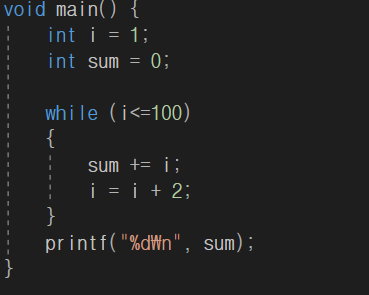 void main() {
int i = 1;
int sum = 0;
while (i<=100)
{
sum += i;
i = i + 2;
}
printf("%d₩n", sum);
}